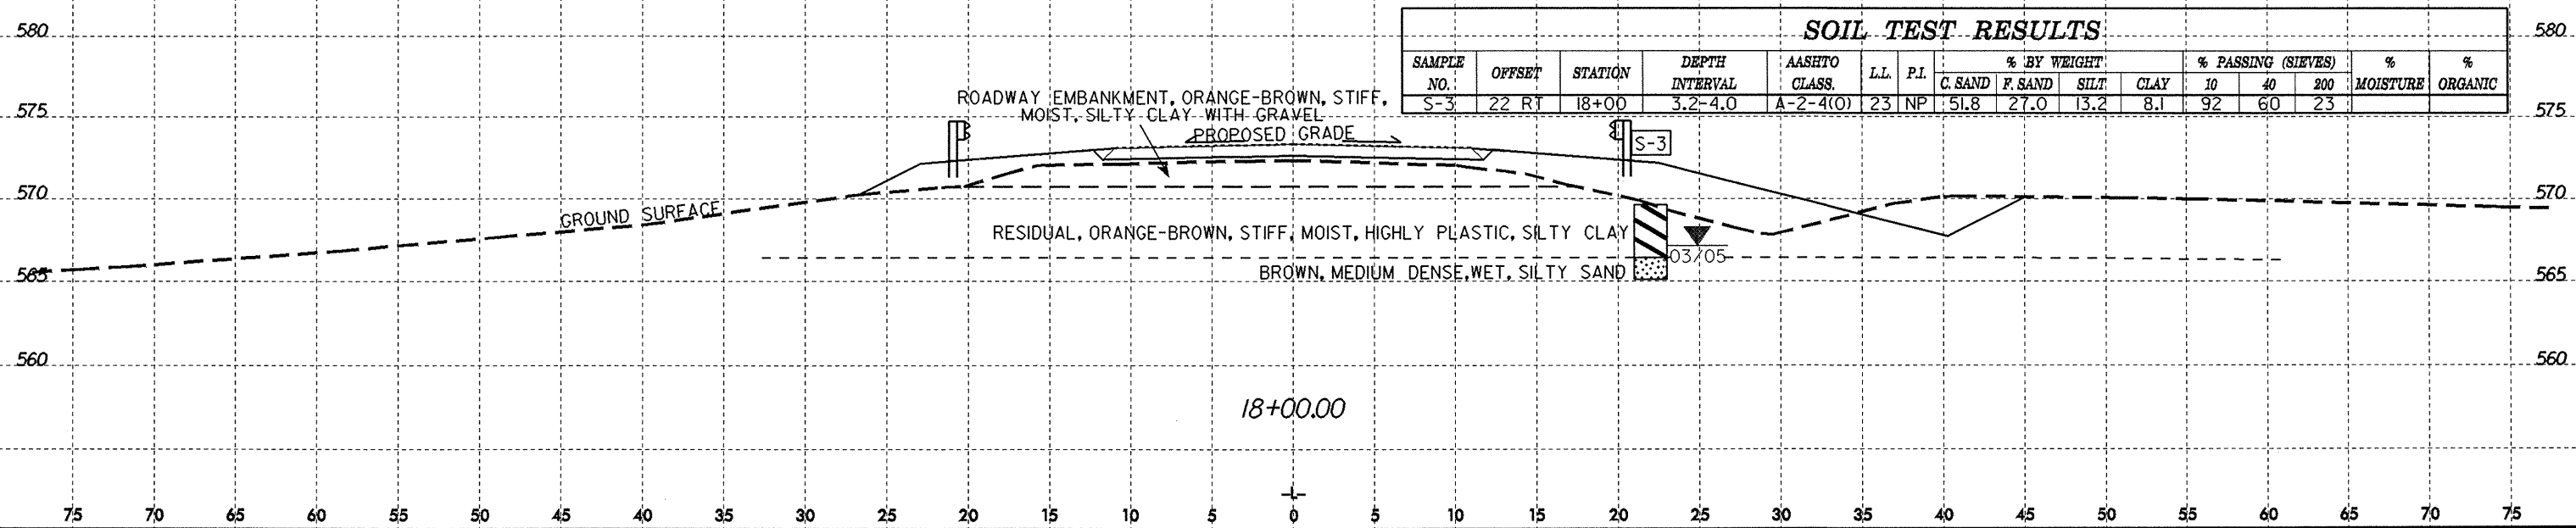 580 580
SOIL TEST RESULTS
SAMPLE NO. OFFSET STATION DEPTH INTERVAL AASHTO CLASS. L.L. P.I. % BY WEIGHT % PASSING (SIEVES) % MOISTURE % ORGANIC
C. SAND F. SAND SILT CLAY 10 40 200
S-3 22 RT 18+00 3.2-4.0 A-2-4(0) 23 NP 51.8 27.0 13.2 8.1 92 60 23
575 575
ROADWAY EMBANKMENT, ORANGE-BROWN, STIFF,
MOIST, SILTY CLAY WITH GRAVEL
PROPOSED GRADE
S-3
570 570
GROUND SURFACE
RESIDUAL, ORANGE-BROWN, STIFF, MOIST, HIGHLY PLASTIC, SILTY CLAY
03/05
BROWN, MEDIUM DENSE,WET, SILTY SAND
565 565
560 560
18+00.00
L
75 70 65 60 55 50 45 40 35 30 25 20 15 10 5 0 5 10 15 20 25 30 35 40 45 50 55 60 65 70 75